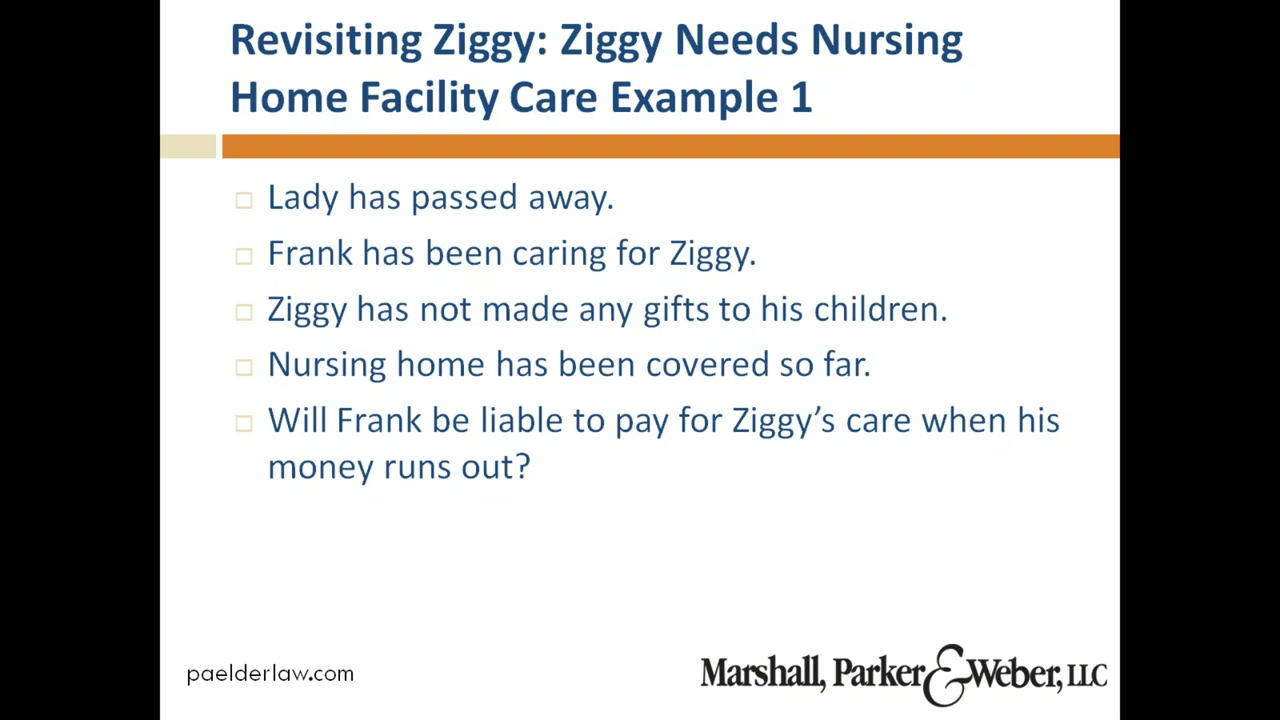 Revisiting Ziggy: Ziggy Needs Nursing
Home Facility Care Example 1
Lady has passed away.
Frank has been caring for Ziggy.
Ziggy has not made any gifts to his children.
Nursing home has been covered so far.
Will Frank be liable to pay for Ziggy’s care when his
money runs out?
paelderlaw.com
Marshall, Parker & Weber, LLC